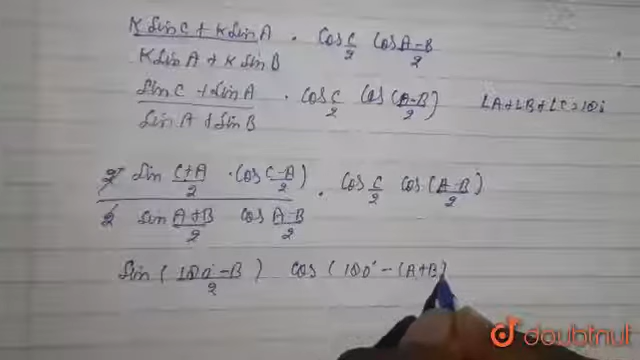 K sin C + K sin A . cos C/2 cos A-B/2
K sin A + K sin B
sin C + sin A . cos C/2 cos (A-B/2) ∠A+∠B+∠C=180°
sin A + sin B
2 sin C+A/2 . cos C-A/2) . cos C/2 cos (A-B/2)
2 sin A+B/2 cos A-B/2
sin (180°-B/2) cos (180°-(A+B)
doubtnut